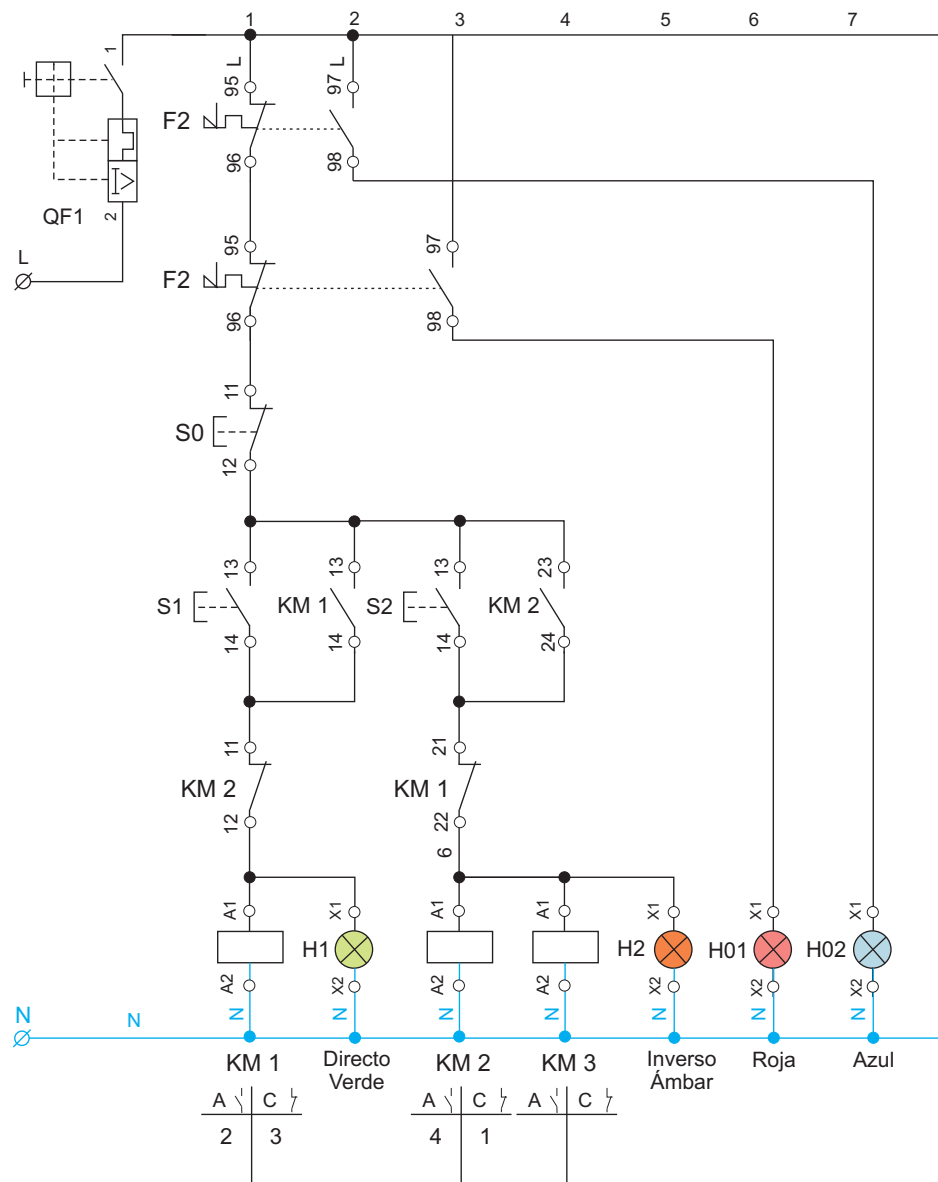 1 2 3 4 5 6 7
1
QF1
2
L
95 L
F2
96
97 L
98
95
F2
96
97
98
11
S0
12
13
S1
14
13
KM 1
14
13
S2
14
23
KM 2
24
11
KM 2
12
21
KM 1
22
6
A1 X1 A1 A1 X1 X1 X1
H1 H2 H01 H02
A2 X2 A2 A2 X2 X2 X2
N N N N N N N N N
KM 1 Directo Verde KM 2 KM 3 Inverso Ámbar Roja Azul
A C A C A C
2 3 4 1